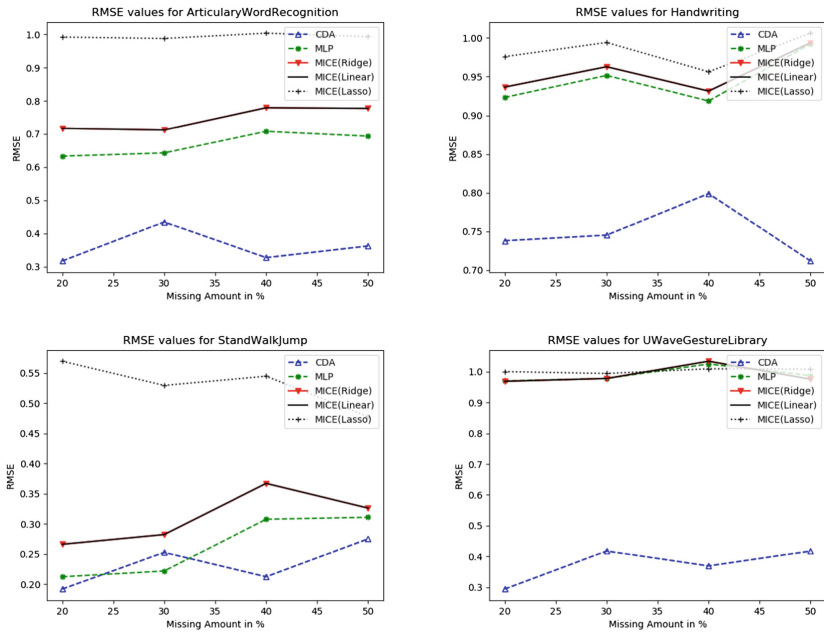 RMSE values for ArticularyWordRecognition
CDA
MLP
MICE(Ridge)
MICE(Linear)
MICE(Lasso)
RMSE
1.0
0.9
0.8
0.7
0.6
0.5
0.4
0.3
20 25 30 35 40 45 50
Missing Amount in %
RMSE values for Handwriting
CDA
MLP
MICE(Ridge)
MICE(Linear)
MICE(Lasso)
RMSE
1.00
0.95
0.90
0.85
0.80
0.75
0.70
20 25 30 35 40 45 50
Missing Amount in %
RMSE values for StandWalkJump
CDA
MLP
MICE(Ridge)
MICE(Linear)
MICE(Lasso)
RMSE
0.55
0.50
0.45
0.40
0.35
0.30
0.25
0.20
20 25 30 35 40 45 50
Missing Amount in %
RMSE values for UWaveGestureLibrary
CDA
MLP
MICE(Ridge)
MICE(Linear)
MICE(Lasso)
RMSE
1.0
0.9
0.8
0.7
0.6
0.5
0.4
0.3
20 25 30 35 40 45 50
Missing Amount in %